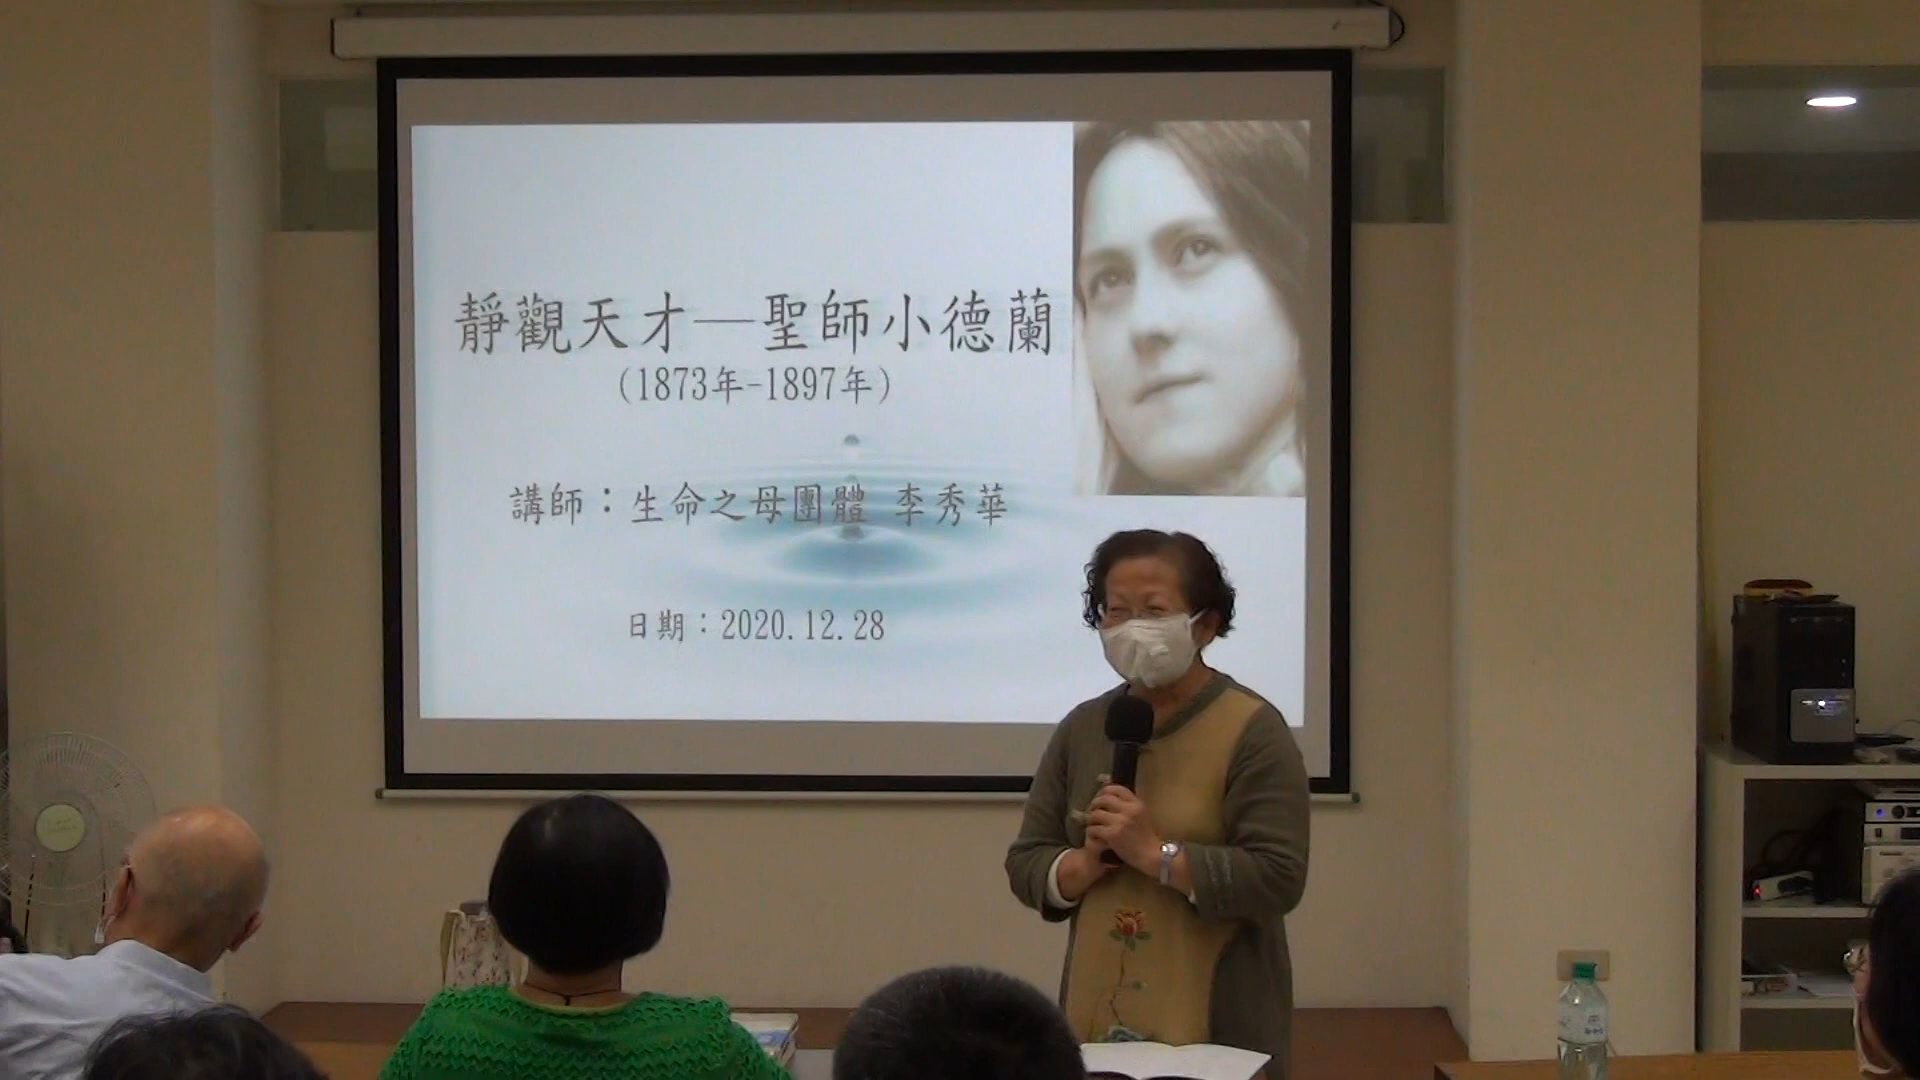 靜觀天才—聖師小德蘭
(1873年-1897年)
講師：生命之母團體 李秀華
日期：2020.12.28